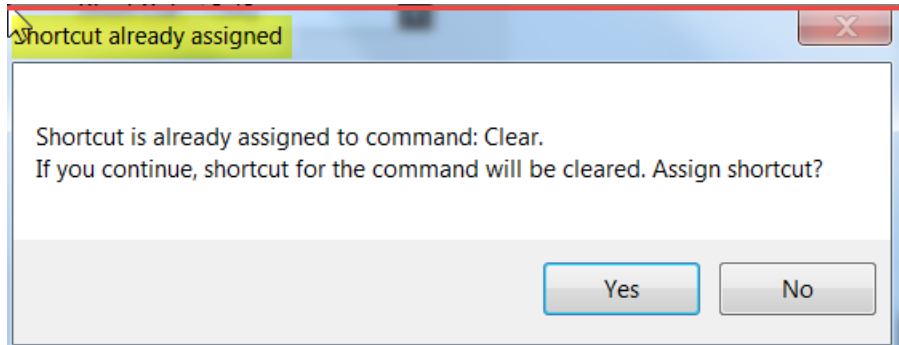 Shortcut already assigned
Shortcut is already assigned to command: Clear.
If you continue, shortcut for the command will be cleared. Assign shortcut?
Yes
No